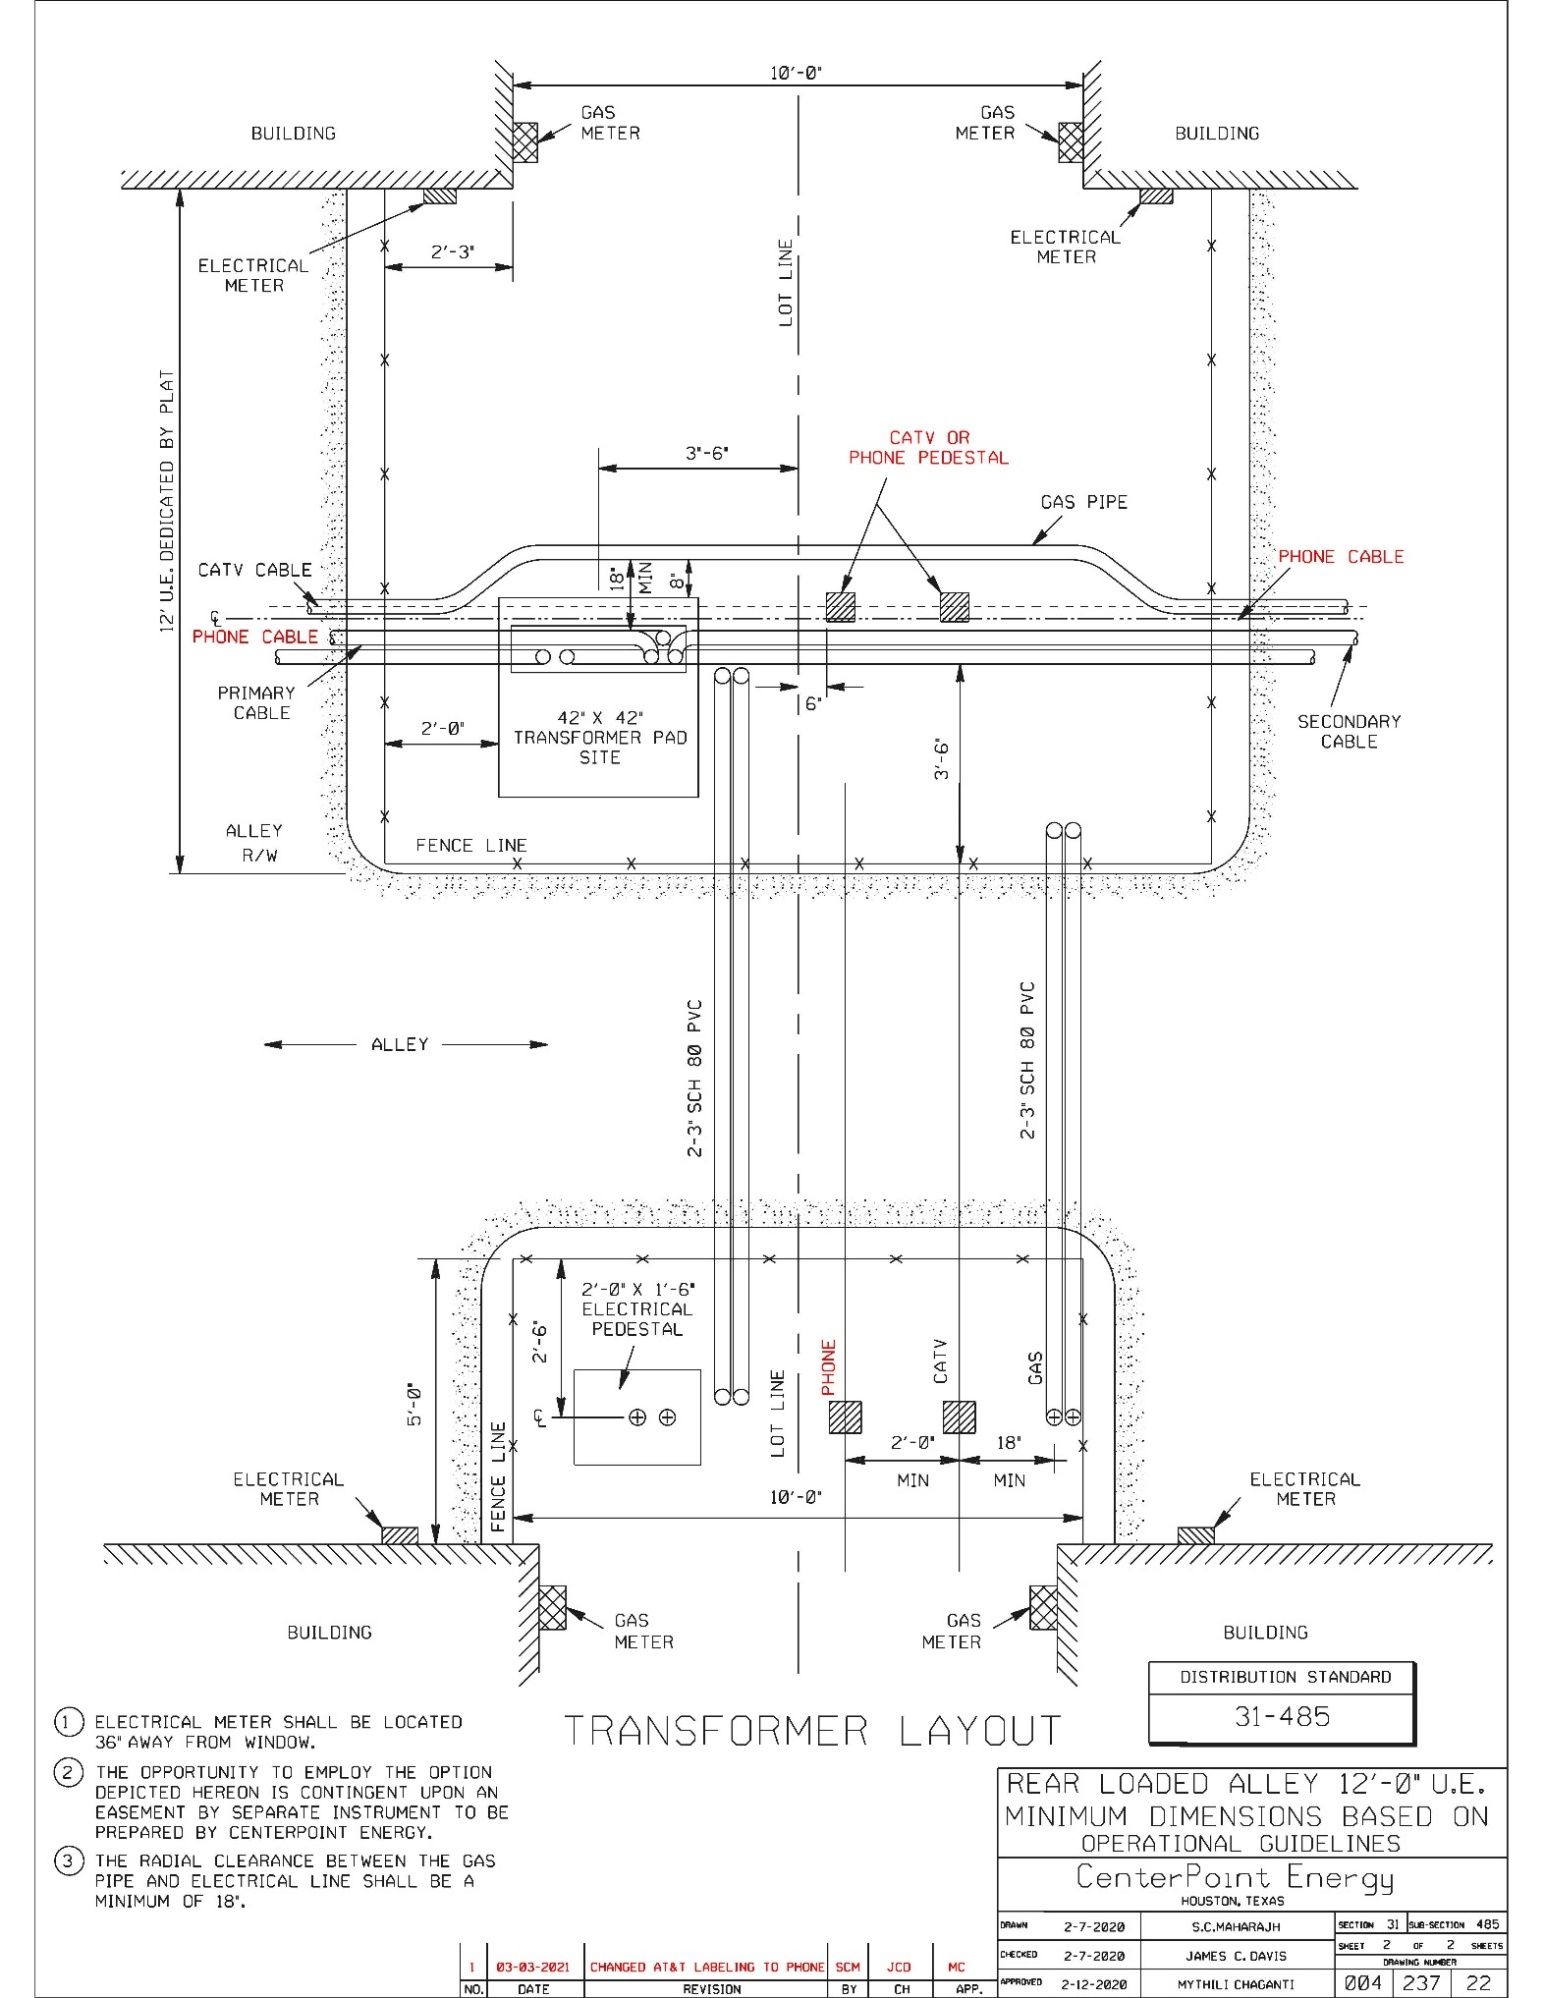 10'-0"
GAS
METER
GAS
METER
BUILDING
BUILDING
ELECTRICAL
METER
2'-3"
ELECTRICAL
METER
LOT LINE
12' U.E. DEDICATED BY PLAT
3"-6"
CATV OR
PHONE PEDESTAL
GAS PIPE
PHONE CABLE
CATV CABLE
18"
MIN
8"
℄
PHONE CABLE
PRIMARY
CABLE
2'-0"
42" X 42"
TRANSFORMER PAD
SITE
6"
3'-6"
SECONDARY
CABLE
ALLEY
R/W
FENCE LINE
2-3" SCH 80 PVC
2-3" SCH 80 PVC
ALLEY
2'-0" X 1'-6"
ELECTRICAL
PEDESTAL
2'-6"
5'-0"
℄
FENCE LINE
LOT LINE
PHONE
CATV
GAS
2'-0"
MIN
18"
MIN
10'-0"
ELECTRICAL
METER
ELECTRICAL
METER
GAS
METER
GAS
METER
BUILDING
BUILDING
DISTRIBUTION STANDARD
31-485
TRANSFORMER LAYOUT
1 ELECTRICAL METER SHALL BE LOCATED
36" AWAY FROM WINDOW.
2 THE OPPORTUNITY TO EMPLOY THE OPTION
DEPICTED HEREON IS CONTINGENT UPON AN
EASEMENT BY SEPARATE INSTRUMENT TO BE
PREPARED BY CENTERPOINT ENERGY.
3 THE RADIAL CLEARANCE BETWEEN THE GAS
PIPE AND ELECTRICAL LINE SHALL BE A
MINIMUM OF 18".
REAR LOADED ALLEY 12'-0" U.E.
MINIMUM DIMENSIONS BASED ON
OPERATIONAL GUIDELINES
CenterPoint Energy
HOUSTON, TEXAS
DRAWN 2-7-2020 S.C.MAHARAJH
CHECKED 2-7-2020 JAMES C. DAVIS
APPROVED 2-12-2020 MYTHILI CHAGANTI
SECTION 31 SUB-SECTION 485
SHEET 2 OF 2 SHEETS
DRAWING NUMBER
004 237 22
1 03-03-2021 CHANGED AT&T LABELING TO PHONE SCM JCD MC
NO. DATE REVISION BY CH APP.